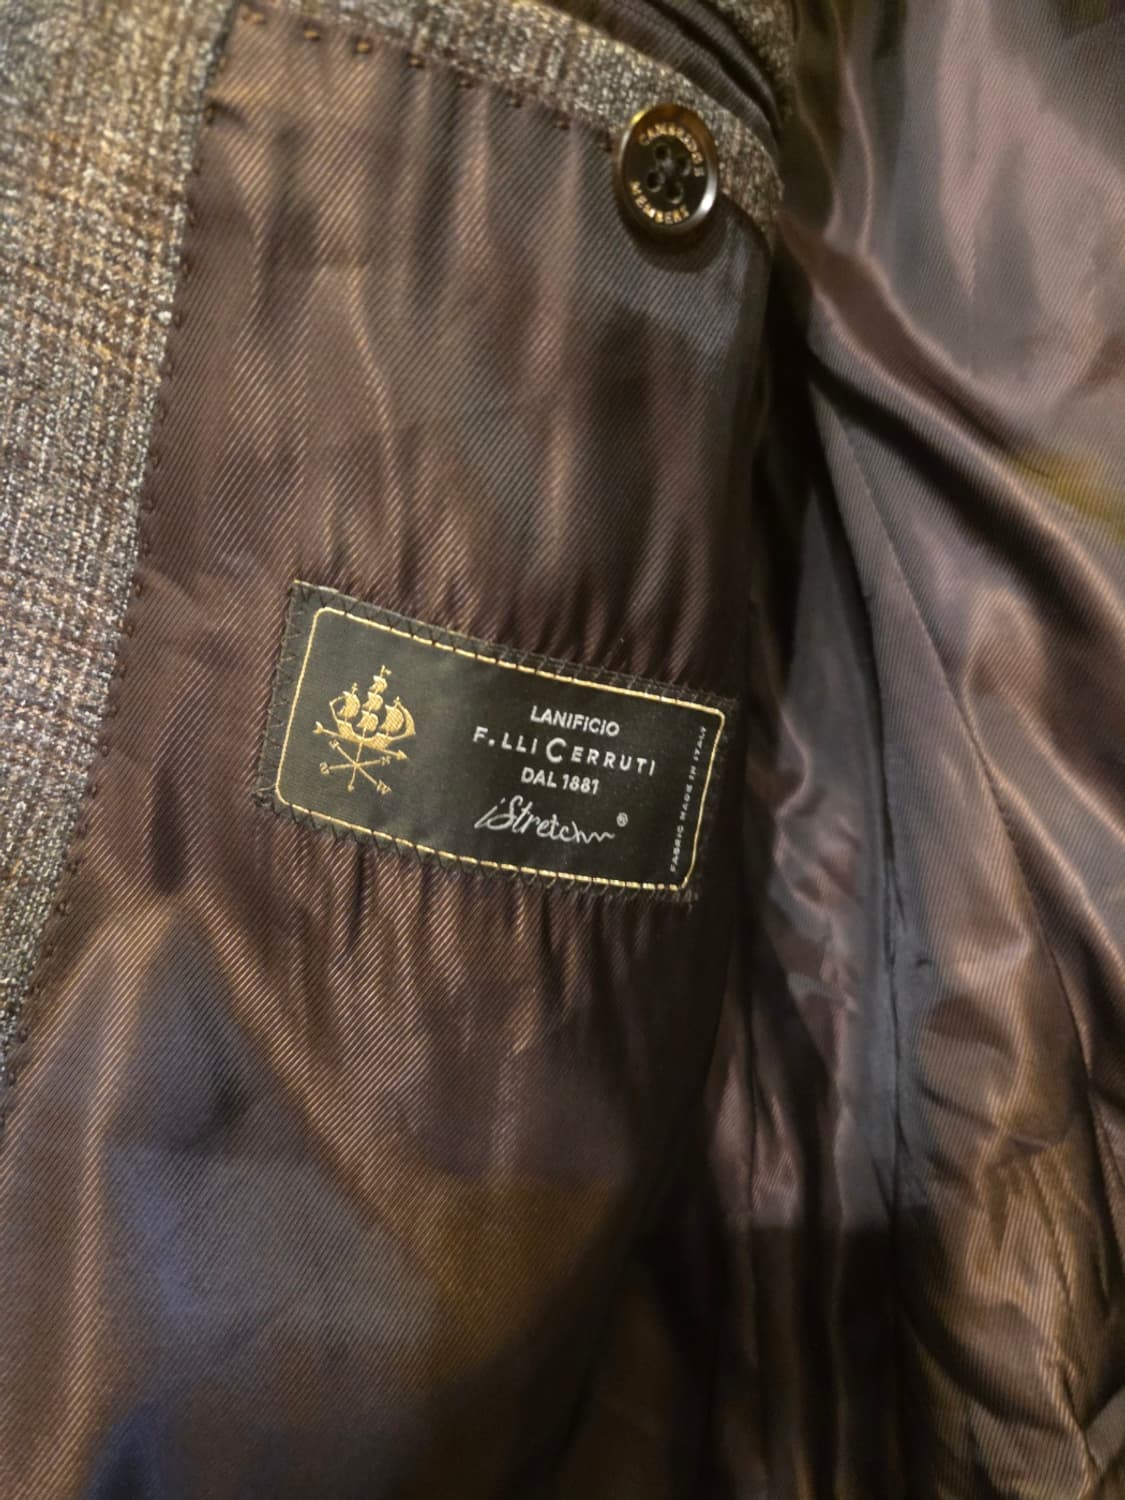 LANIFICIO
F.LLI CERRUTI
DAL 1881
iStretch®
FABRIC MADE IN ITALY